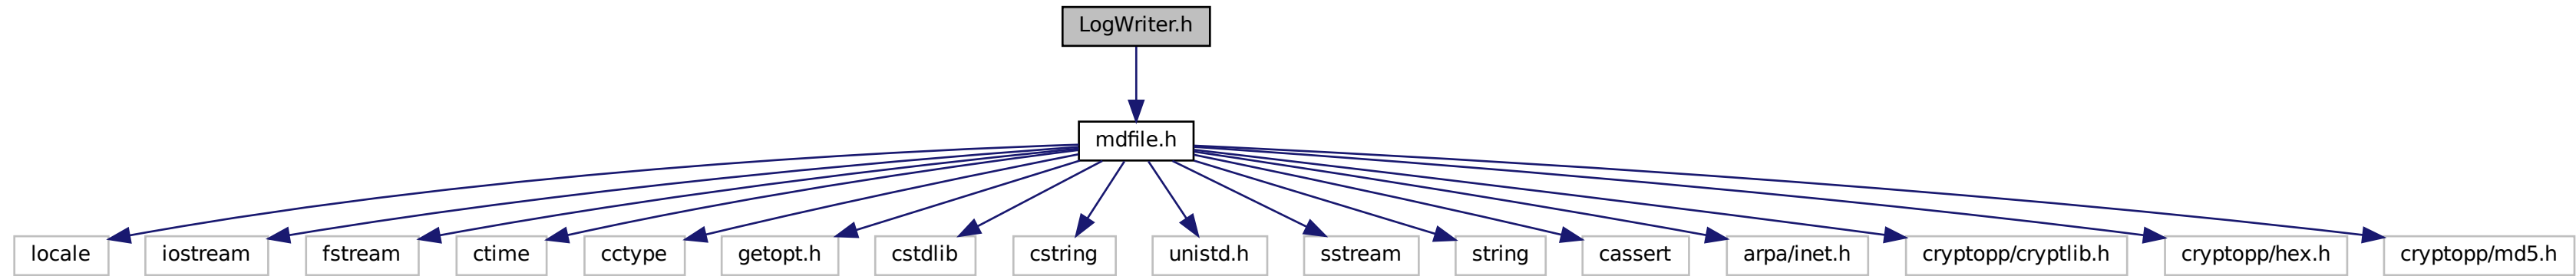 LogWriter.h
mdfile.h
locale
iostream
fstream
ctime
cctype
getopt.h
cstdlib
cstring
unistd.h
sstream
string
cassert
arpa/inet.h
cryptopp/cryptlib.h
cryptopp/hex.h
cryptopp/md5.h